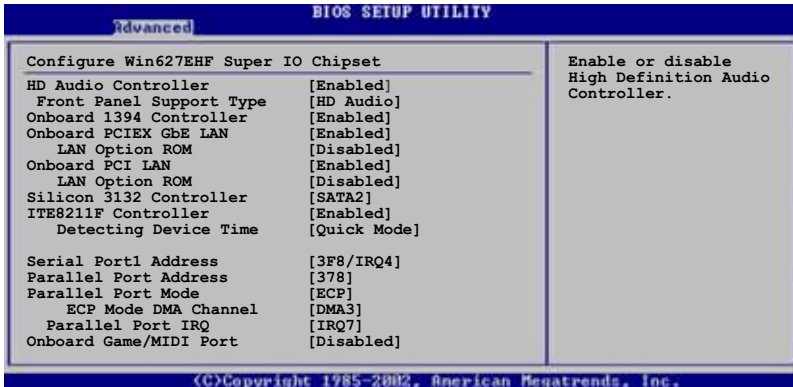 BIOS SETUP UTILITY
Advanced
Configure Win627EHF Super IO Chipset
HD Audio Controller [Enabled]
Front Panel Support Type [HD Audio]
Onboard 1394 Controller [Enabled]
Onboard PCIEX GbE LAN [Enabled]
LAN Option ROM [Disabled]
Onboard PCI LAN [Enabled]
LAN Option ROM [Disabled]
Silicon 3132 Controller [SATA2]
ITE8211F Controller [Enabled]
Detecting Device Time [Quick Mode]
Serial Port1 Address [3F8/IRQ4]
Parallel Port Address [378]
Parallel Port Mode [ECP]
ECP Mode DMA Channel [DMA3]
Parallel Port IRQ [IRQ7]
Onboard Game/MIDI Port [Disabled]
Enable or disable
High Definition Audio
Controller.
(C)Copyright 1985-2002, American Megatrends, Inc.